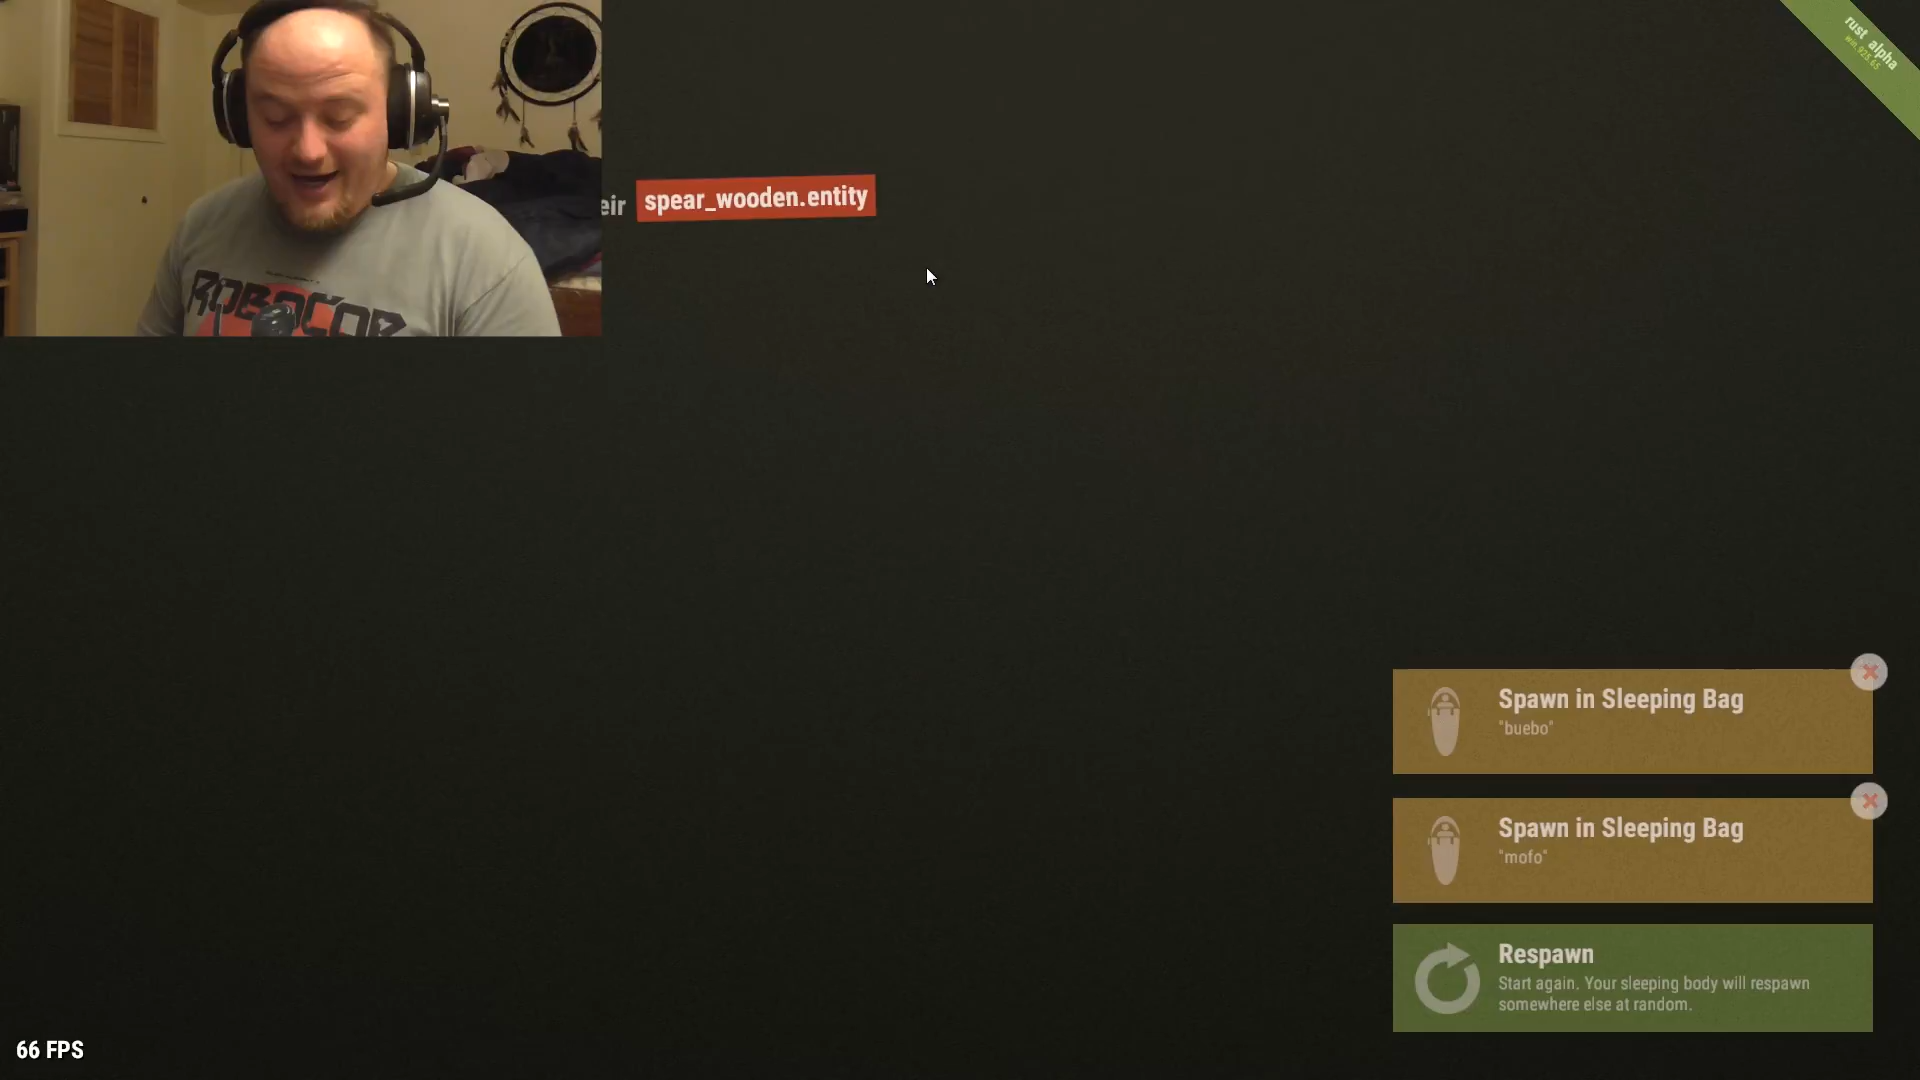 rust alpha
ROBOCOP
eir spear_wooden.entity
Spawn in Sleeping Bag
"buebo"
Spawn in Sleeping Bag
"mofo"
Respawn
Start again. Your sleeping body will respawn
somewhere else at random.
66 FPS